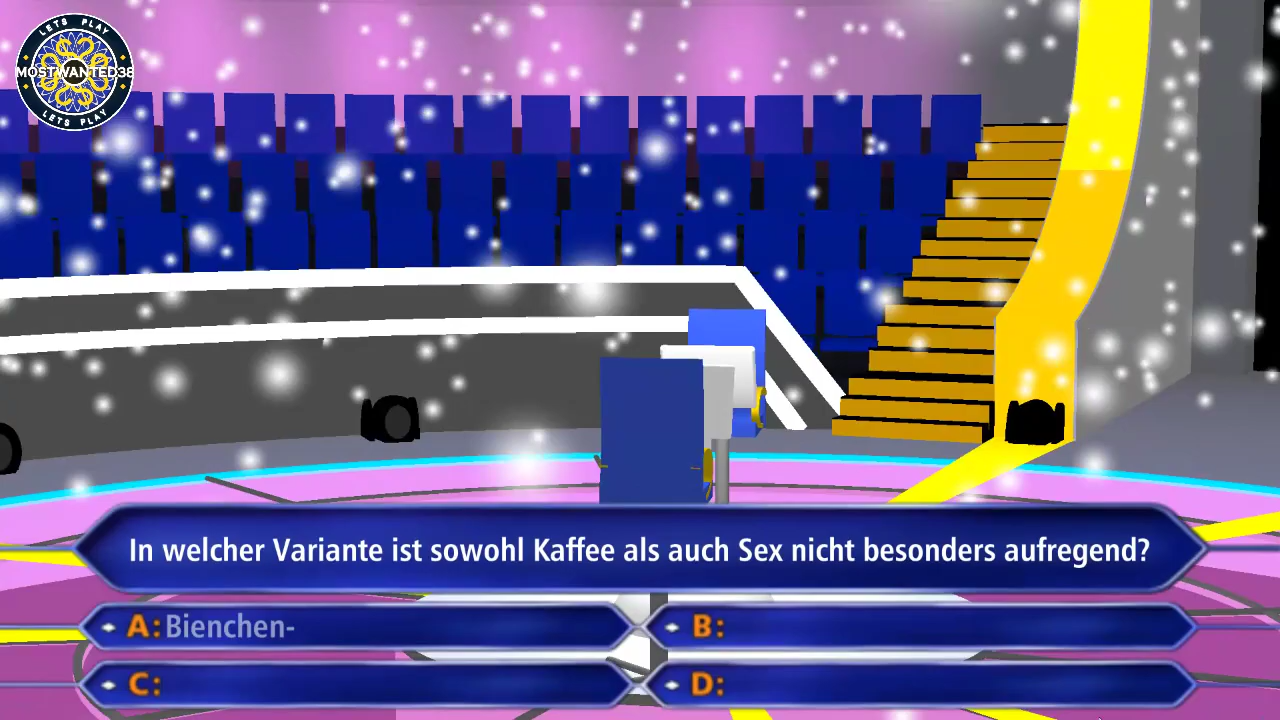 LETS PLAY
MOSTWANTED38
LETS PLAY
In welcher Variante ist sowohl Kaffee als auch Sex nicht besonders aufregend?
A: Bienchen-
B:
C:
D: